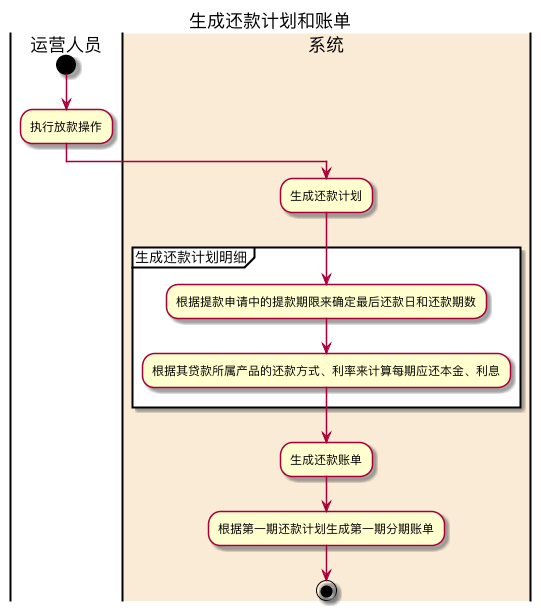 生成还款计划和账单
运营人员
系统
执行放款操作
生成还款计划
生成还款计划明细
根据提款申请中的提款期限来确定最后还款日和还款期数
根据其贷款所属产品的还款方式、利率来计算每期应还本金、利息
生成还款账单
根据第一期还款计划生成第一期分期账单